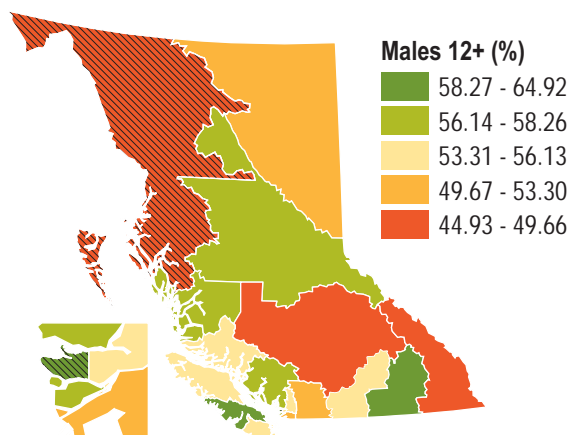 Males 12+ (%)
58.27 - 64.92
56.14 - 58.26
53.31 - 56.13
49.67 - 53.30
44.93 - 49.66